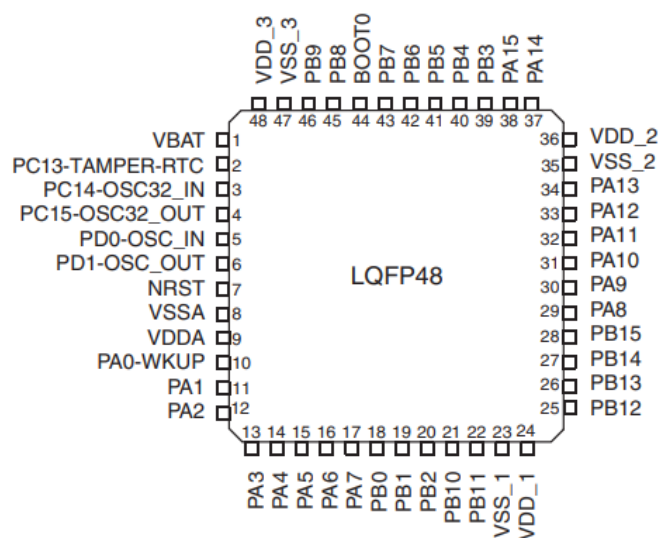 VDD_3
VSS_3
PB9
PB8
BOOT0
PB7
PB6
PB5
PB4
PB3
PA15
PA14
48 47 46 45 44 43 42 41 40 39 38 37
VBAT 1
PC13-TAMPER-RTC 2
PC14-OSC32_IN 3
PC15-OSC32_OUT 4
PD0-OSC_IN 5
PD1-OSC_OUT 6
NRST 7
VSSA 8
VDDA 9
PA0-WKUP 10
PA1 11
PA2 12
LQFP48
36 VDD_2
35 VSS_2
34 PA13
33 PA12
32 PA11
31 PA10
30 PA9
29 PA8
28 PB15
27 PB14
26 PB13
25 PB12
13 14 15 16 17 18 19 20 21 22 23 24
PA3
PA4
PA5
PA6
PA7
PB0
PB1
PB2
PB10
PB11
VSS_1
VDD_1